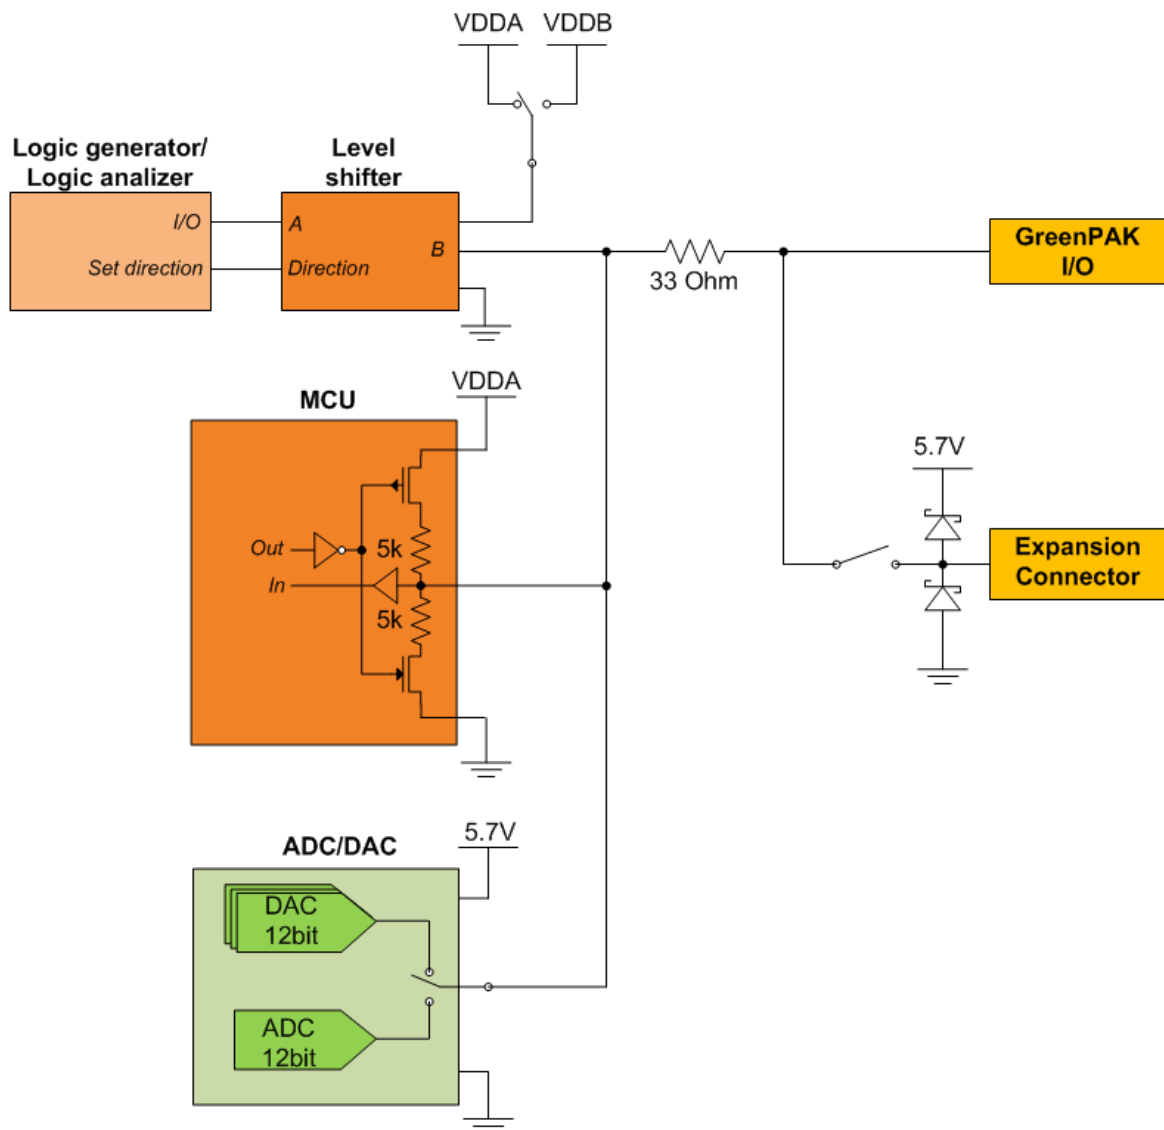 VDDA VDDB
Logic generator/
Logic analizer
Level
shifter
I/O
A
Set direction
Direction
B
33 Ohm
GreenPAK
I/O
MCU
VDDA
Out
5k
In
5k
5.7V
Expansion
Connector
ADC/DAC
5.7V
DAC
12bit
ADC
12bit